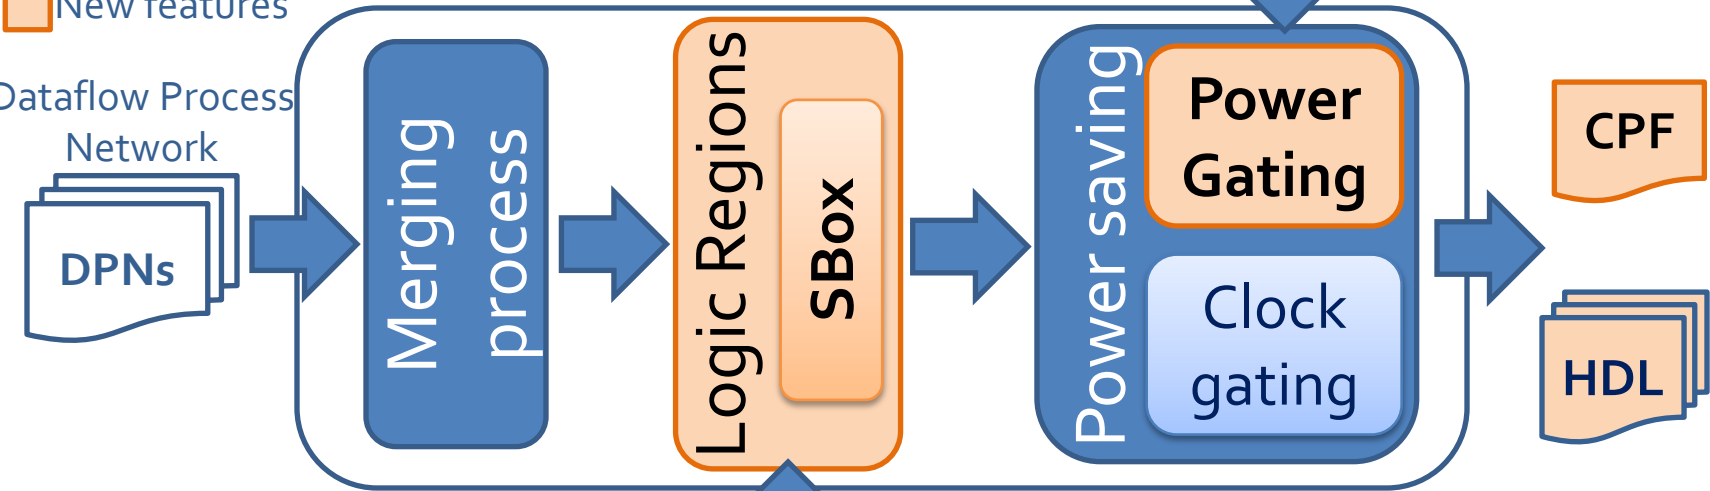 New features
Dataflow Process
Network
DPNs
Merging
process
Logic Regions
SBox
Power saving
Power
Gating
Clock
gating
CPF
HDL